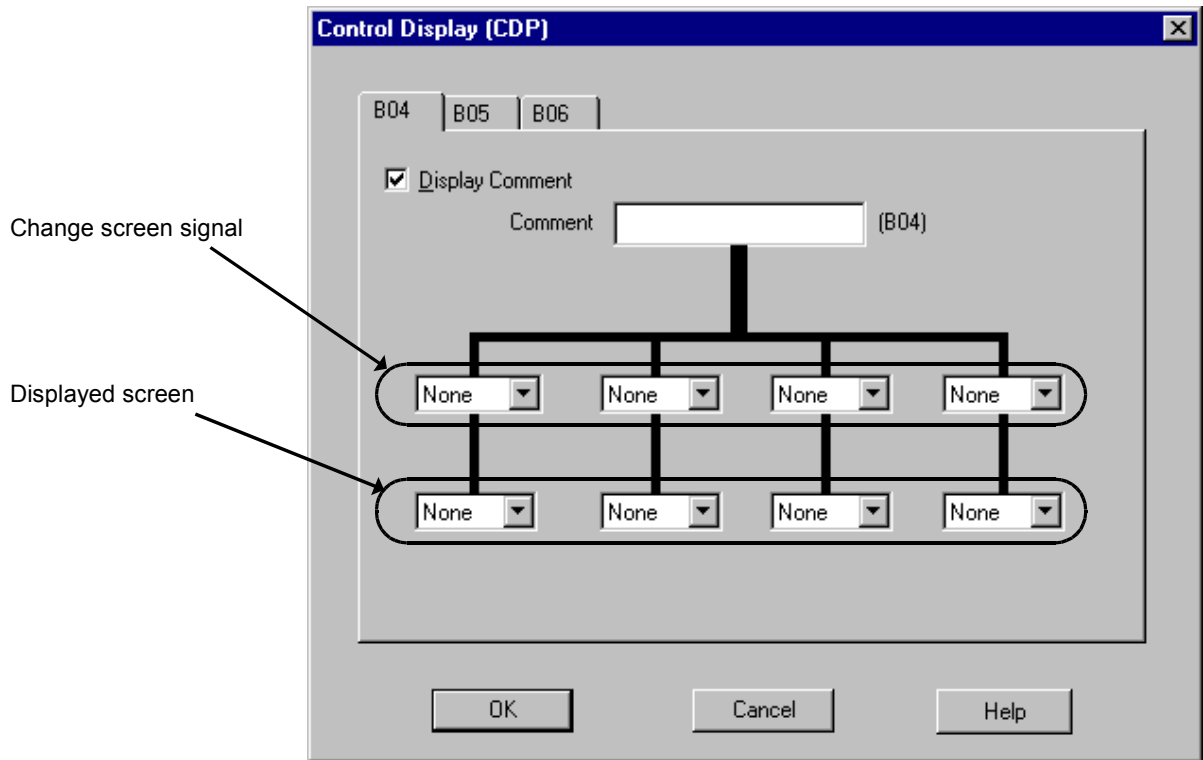 Control Display (CDP)
B04 B05 B06
Display Comment
Comment (B04)
Change screen signal
None None None None
Displayed screen
None None None None
OK Cancel Help